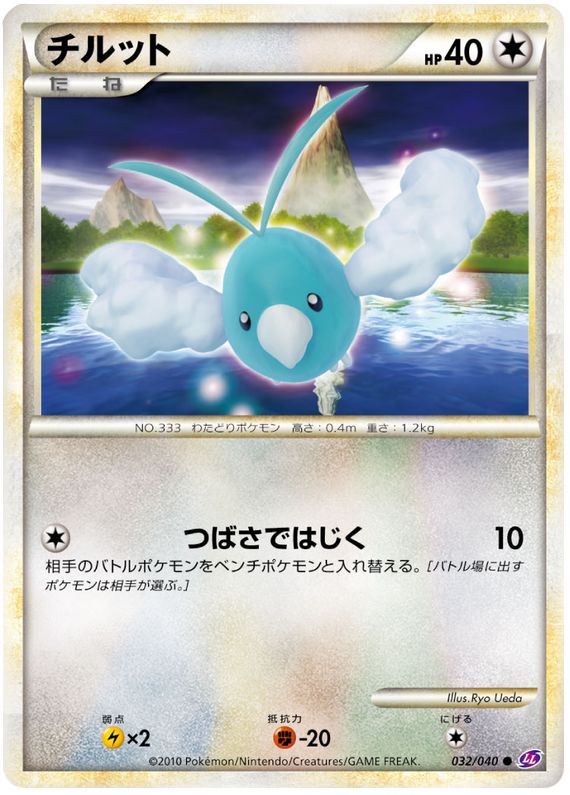 チルット
HP40
たね
NO.333 わたどりポケモン 高さ：0.4m 重さ：1.2kg
つばさではじく 10
相手のバトルポケモンをベンチポケモンと入れ替える。[バトル場に出す
ポケモンは相手が選ぶ。]
Illus.Ryo Ueda
弱点 抵抗力 にげる
×2 -20
©2010 Pokémon/Nintendo/Creatures/GAME FREAK. 032/040 LL